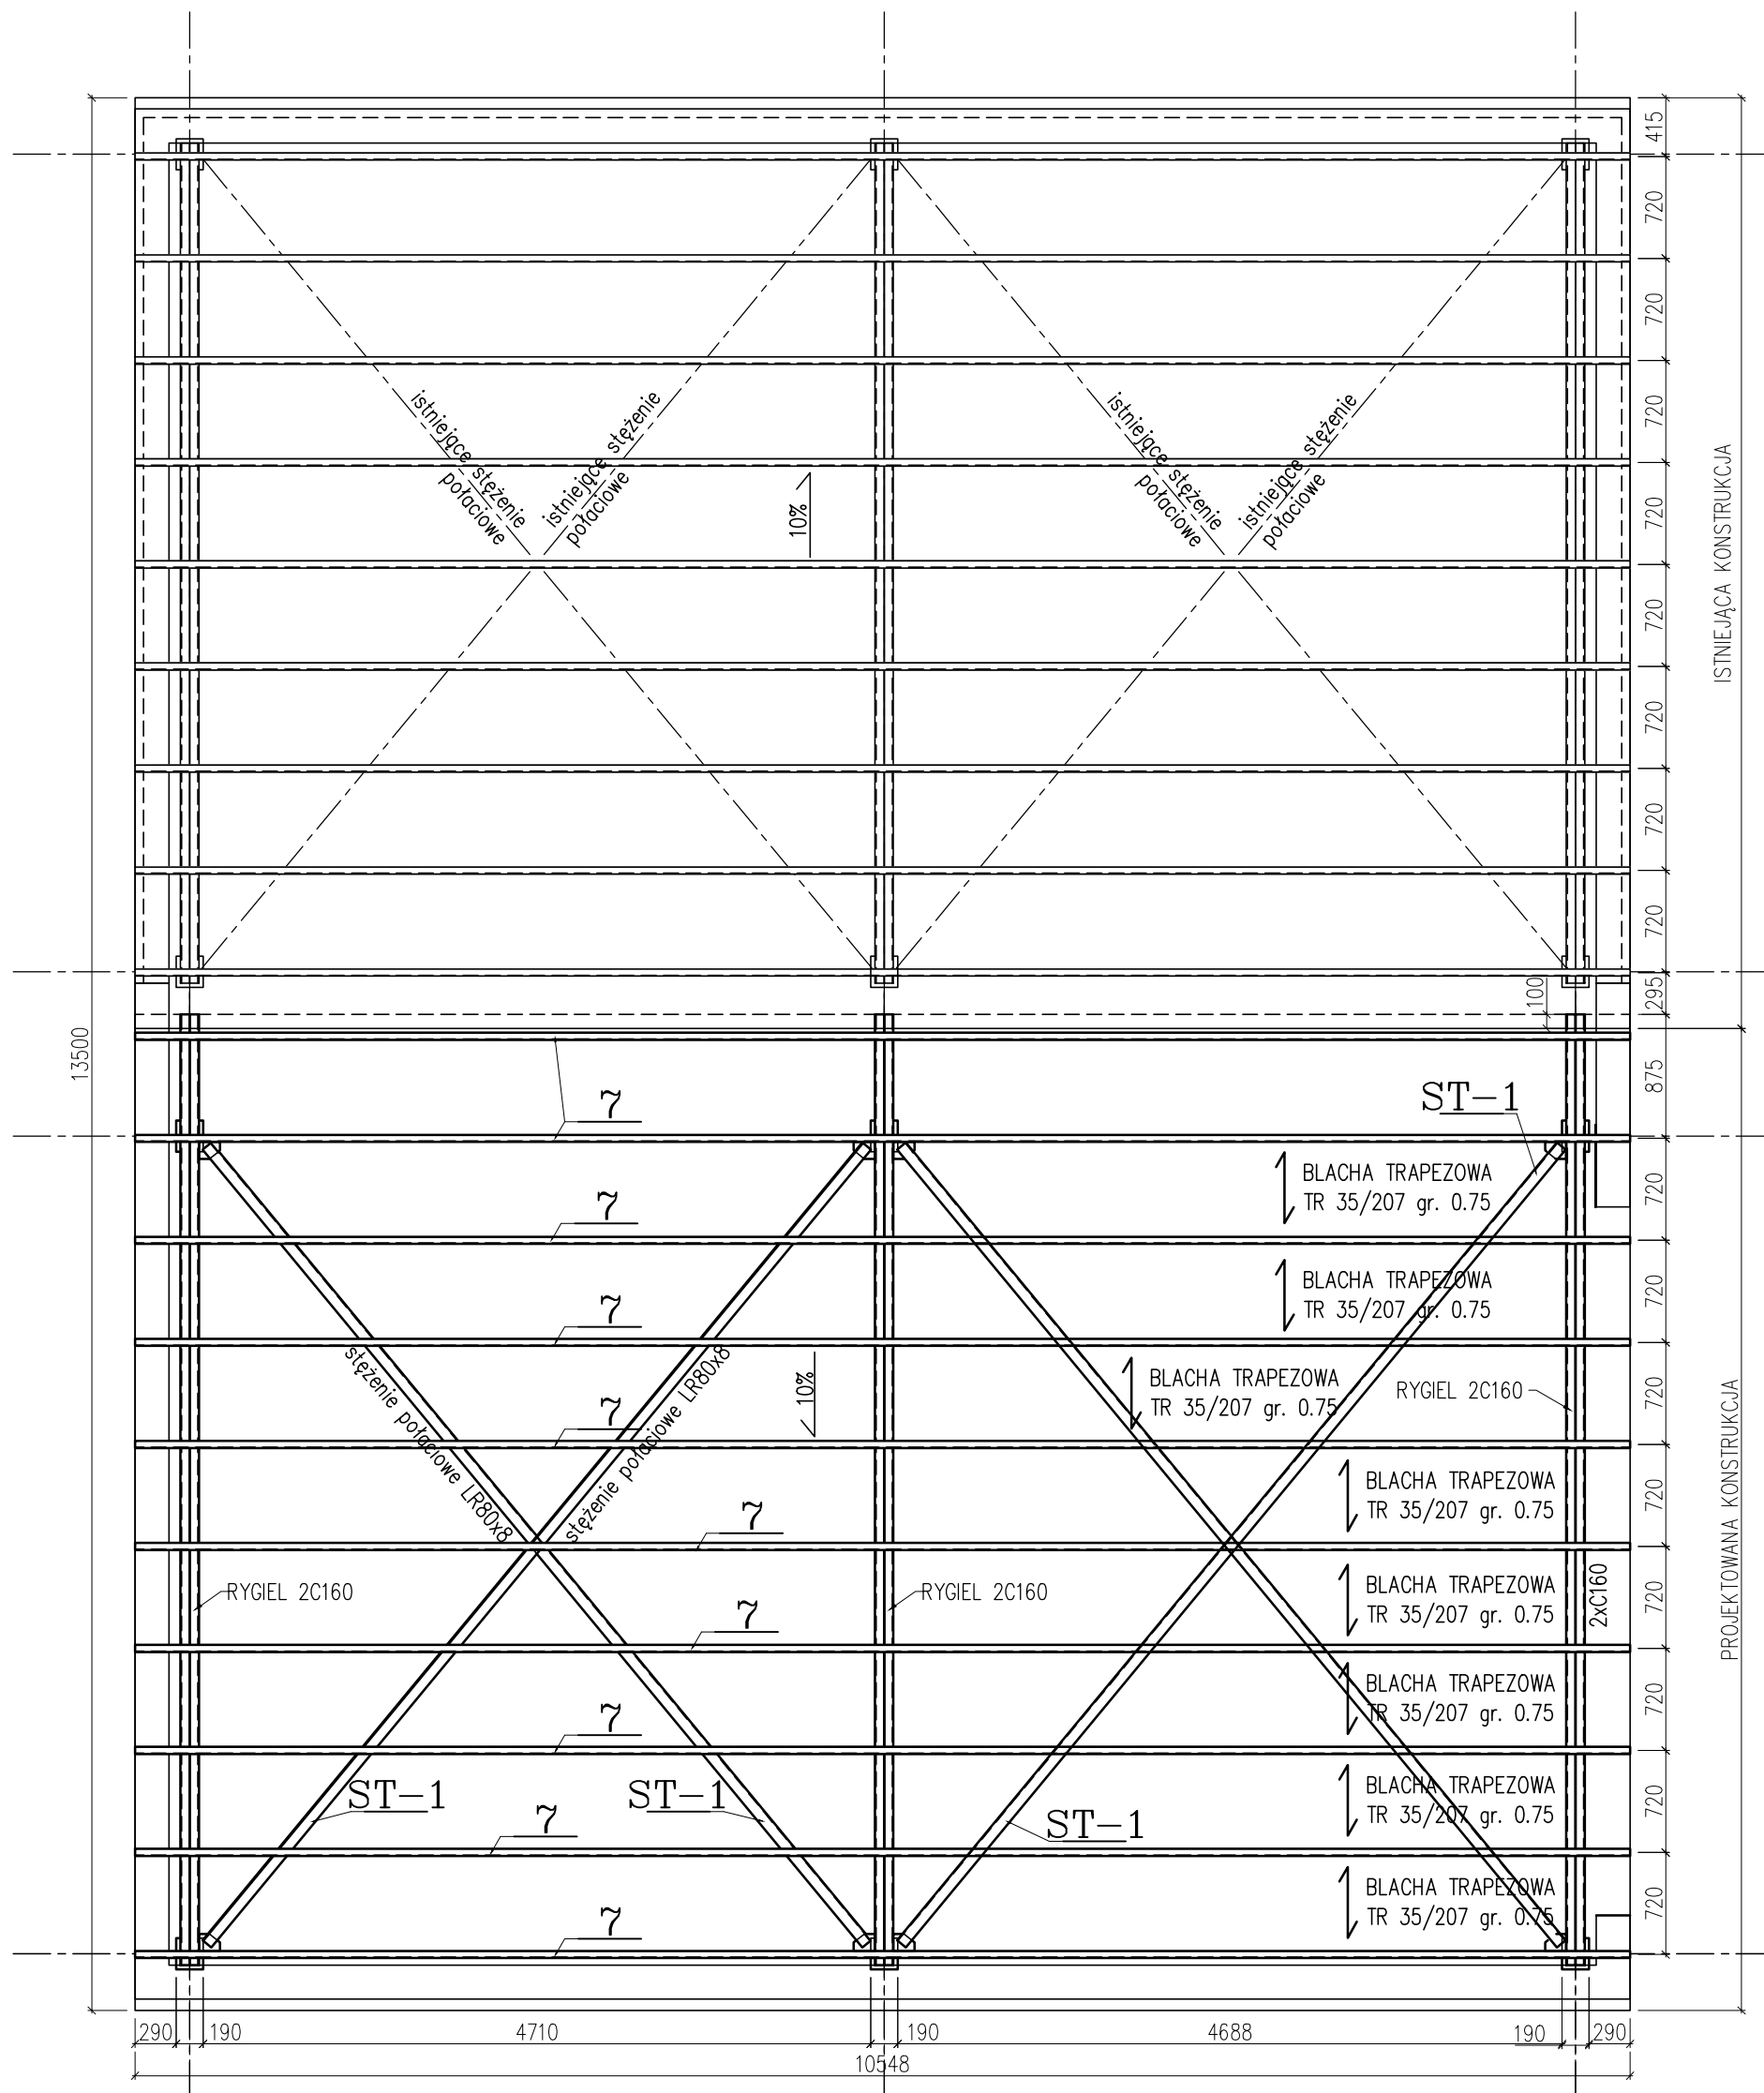 415
720
720
720
istniejące stężenie
połaciowe
istniejące stężenie
połaciowe
istniejące stężenie
połaciowe
istniejące stężenie
połaciowe
10%
720
720
720
720
720
ISTNIEJĄCA KONSTRUKCJA
295
100
13500
875
7
ST-1
BLACHA TRAPEZOWA
TR 35/207 gr. 0.75
720
7
BLACHA TRAPEZOWA
TR 35/207 gr. 0.75
720
7
stężenie połaciowe LR80x8
stężenie połaciowe LR80x8
10%
BLACHA TRAPEZOWA
TR 35/207 gr. 0.75
RYGIEL 2C160
720
7
BLACHA TRAPEZOWA
TR 35/207 gr. 0.75
720
PROJEKTOWANA KONSTRUKCJA
7
RYGIEL 2C160
RYGIEL 2C160
BLACHA TRAPEZOWA
TR 35/207 gr. 0.75
2xC160
720
7
BLACHA TRAPEZOWA
TR 35/207 gr. 0.75
720
7
ST-1
ST-1
BLACHA TRAPEZOWA
TR 35/207 gr. 0.75
720
7
ST-1
BLACHA TRAPEZOWA
TR 35/207 gr. 0.75
720
7
290
190
4710
190
4688
190
290
10548